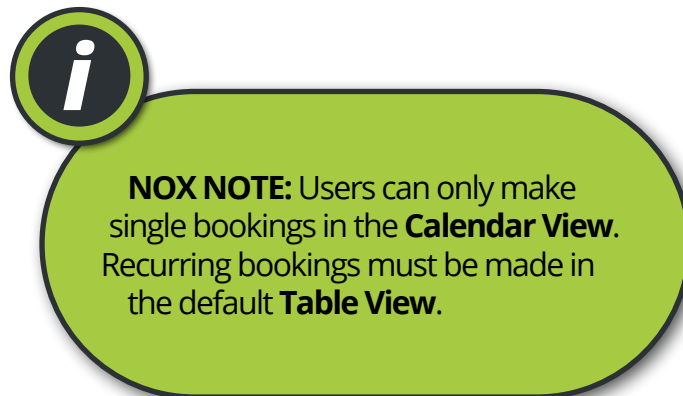 i
NOX NOTE: Users can only make
single bookings in the Calendar View.
Recurring bookings must be made in
the default Table View.